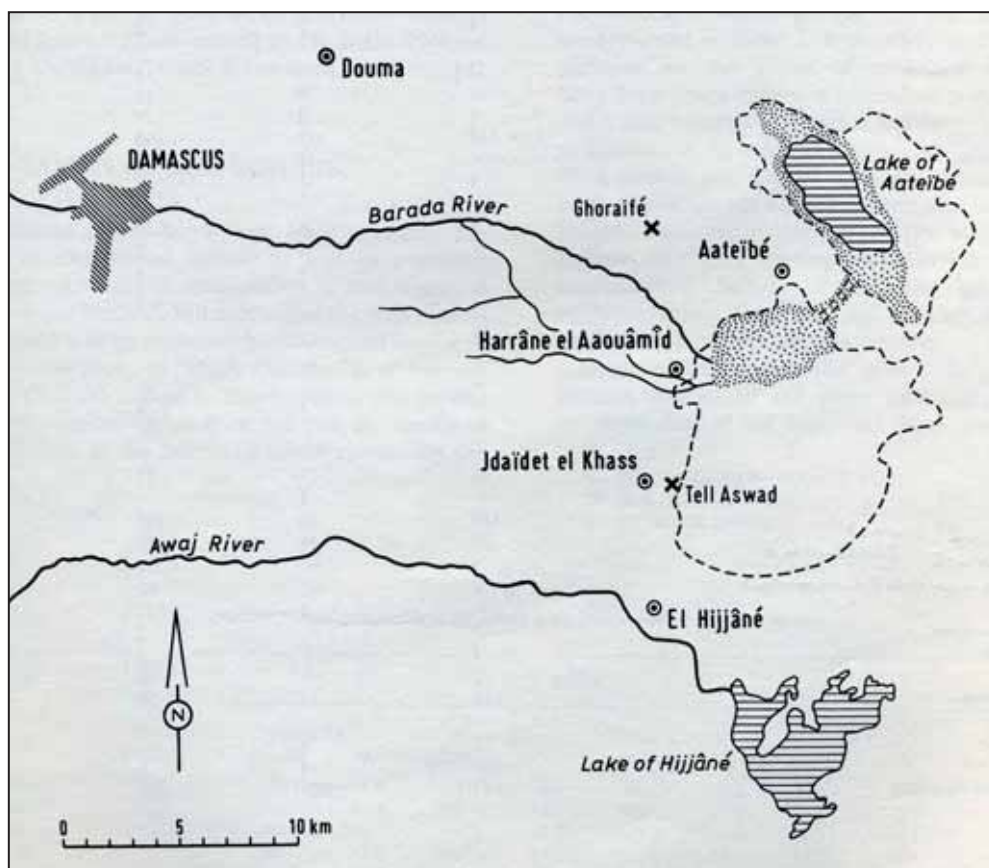 Douma
DAMASCUS
Lake of
Aateïbé
Barada River
Ghoraifé
Aateïbé
Harrâne el Aaouâmîd
Jdaïdet el Khass
Tell Aswad
Awaj River
El Hijjâné
N
Lake of Hijjâné
0 5 10 km